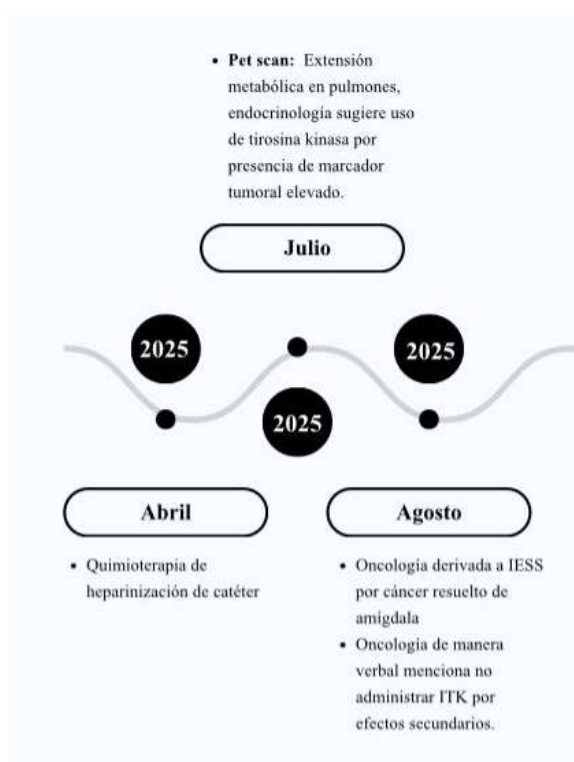 • Pet scan: Extensión
metabólica en pulmones,
endocrinología sugiere uso
de tirosina kinasa por
presencia de marcador
tumoral elevado.
Julio
2025
2025
2025
Abril
• Quimioterapia de
heparinización de catéter
Agosto
• Oncología derivada a IESS
por cáncer resuelto de
amígdala
• Oncología de manera
verbal menciona no
administrar ITK por
efectos secundarios.